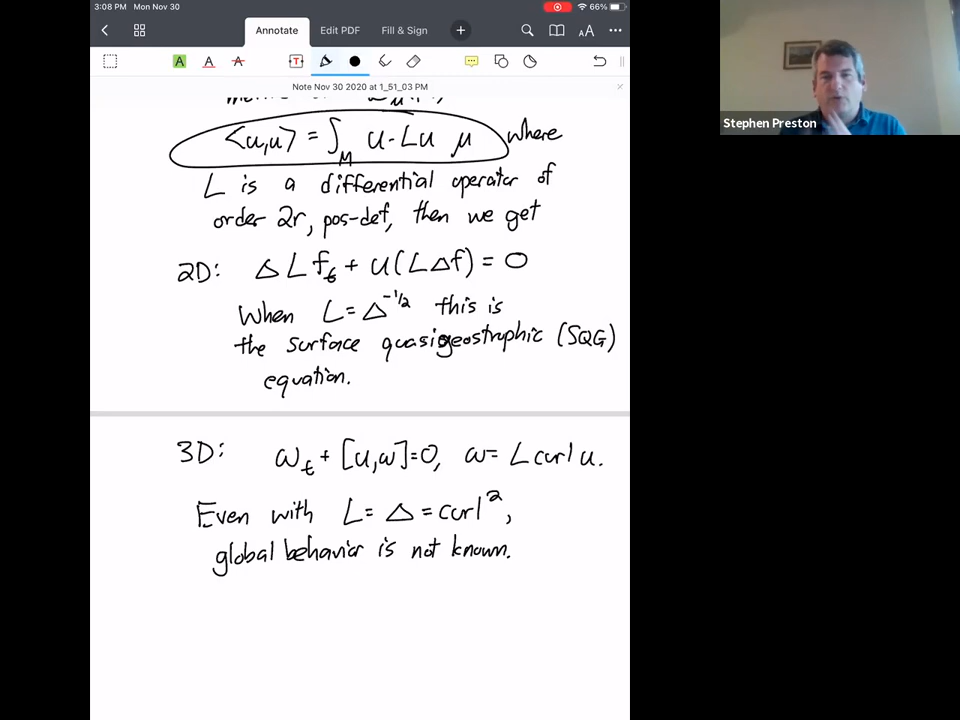 3:08 PM Mon Nov 30
66%
Annotate
Edit PDF
Fill & Sign
Note Nov 30 2020 at 1_51_03 PM
<u,u> = ∫_M u·Lu μ where
L is a differential operator of
order 2r, pos-def, then we get
2D: ΔLf_t + u(LΔf) = 0
When L = Δ^{-1/2} this is
the surface quasigeostrophic (SQG)
equation.
3D: ω_t + [u,ω]=0, ω = L curl u.
Even with L = Δ = curl²,
global behavior is not known.
Stephen Preston